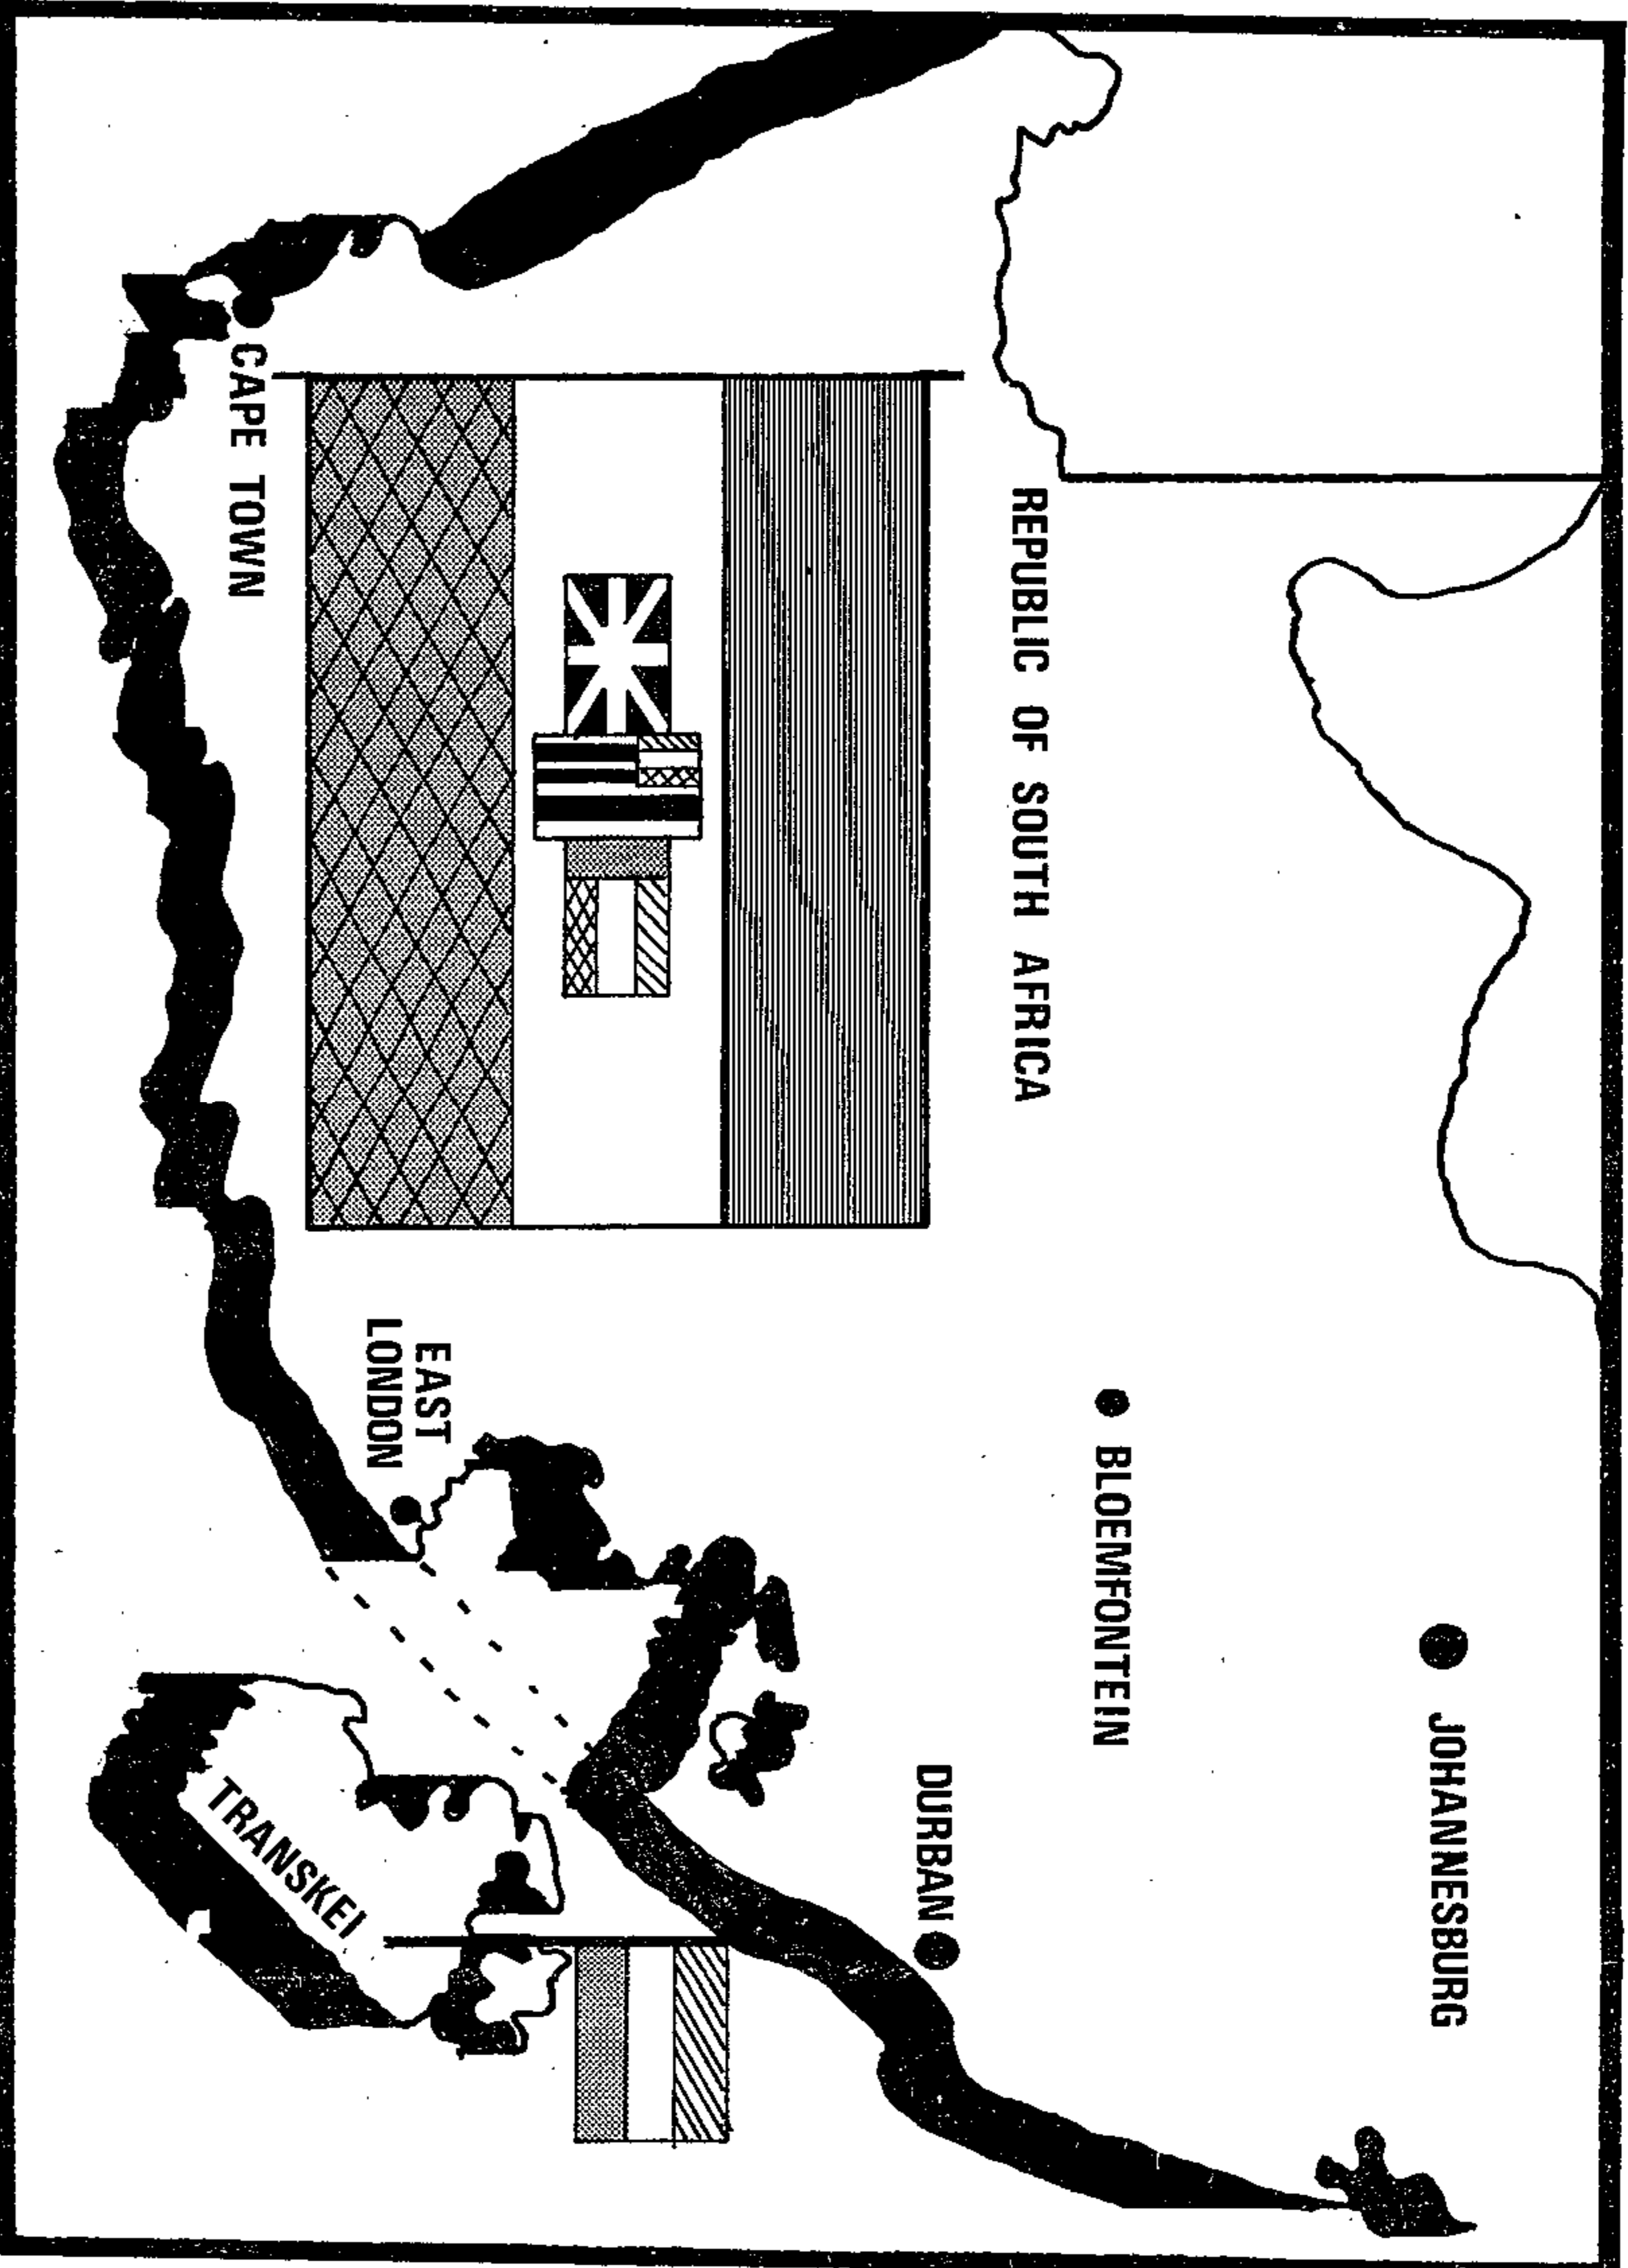 JOHANNESBURG
BLOEMFONTEIN
REPUBLIC OF SOUTH AFRICA
DURBAN
EAST
LONDON
CAPE TOWN
TRANSKEI